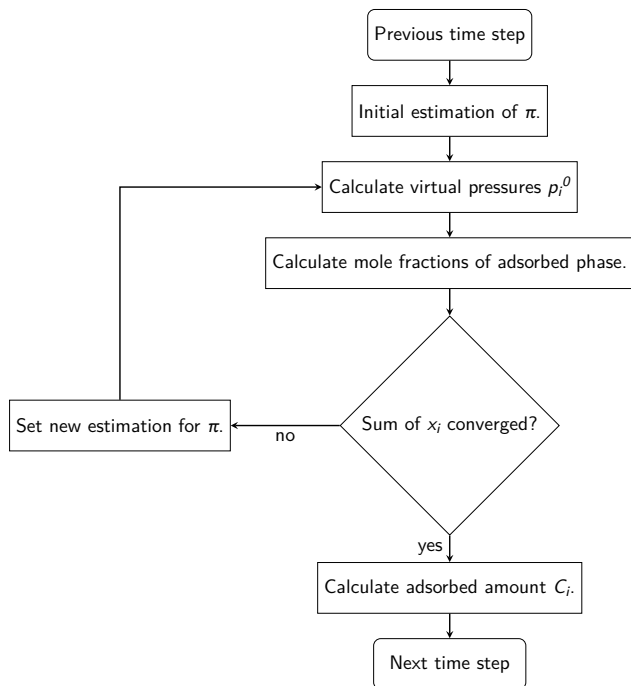 Previous time step
Initial estimation of π.
Calculate virtual pressures pᵢ⁰
Calculate mole fractions of adsorbed phase.
Sum of xᵢ converged?
Set new estimation for π.
no
yes
Calculate adsorbed amount Cᵢ.
Next time step